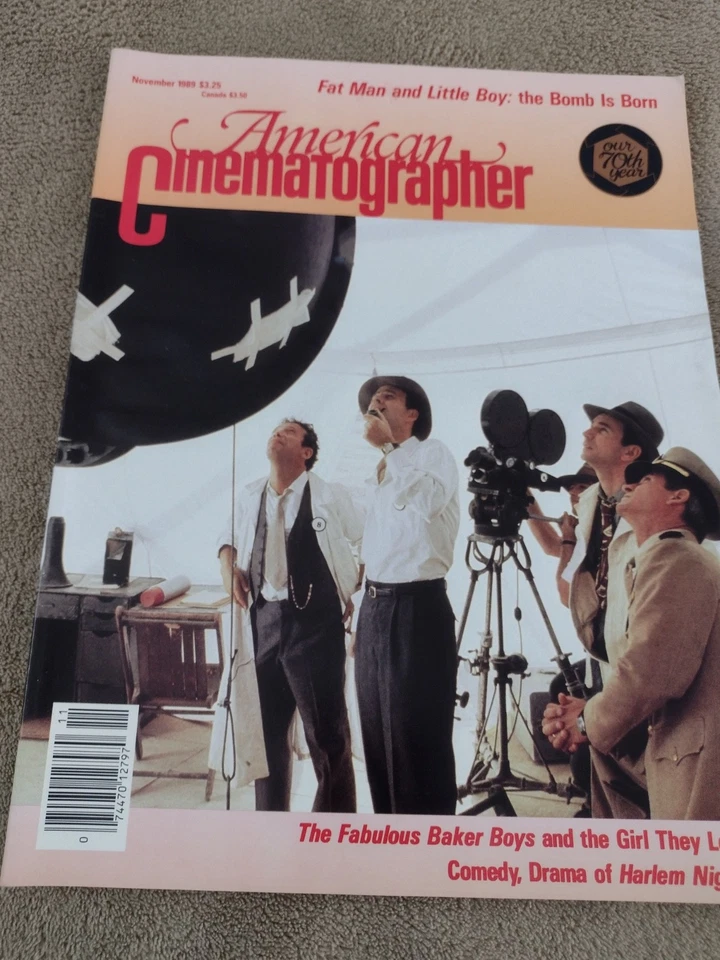 November 1989 $3.25
Canada $3.50
Fat Man and Little Boy: the Bomb Is Born
American
Cinematographer
our
70th
year
11
74470 12797
0
The Fabulous Baker Boys and the Girl They L
Comedy, Drama of Harlem Nig